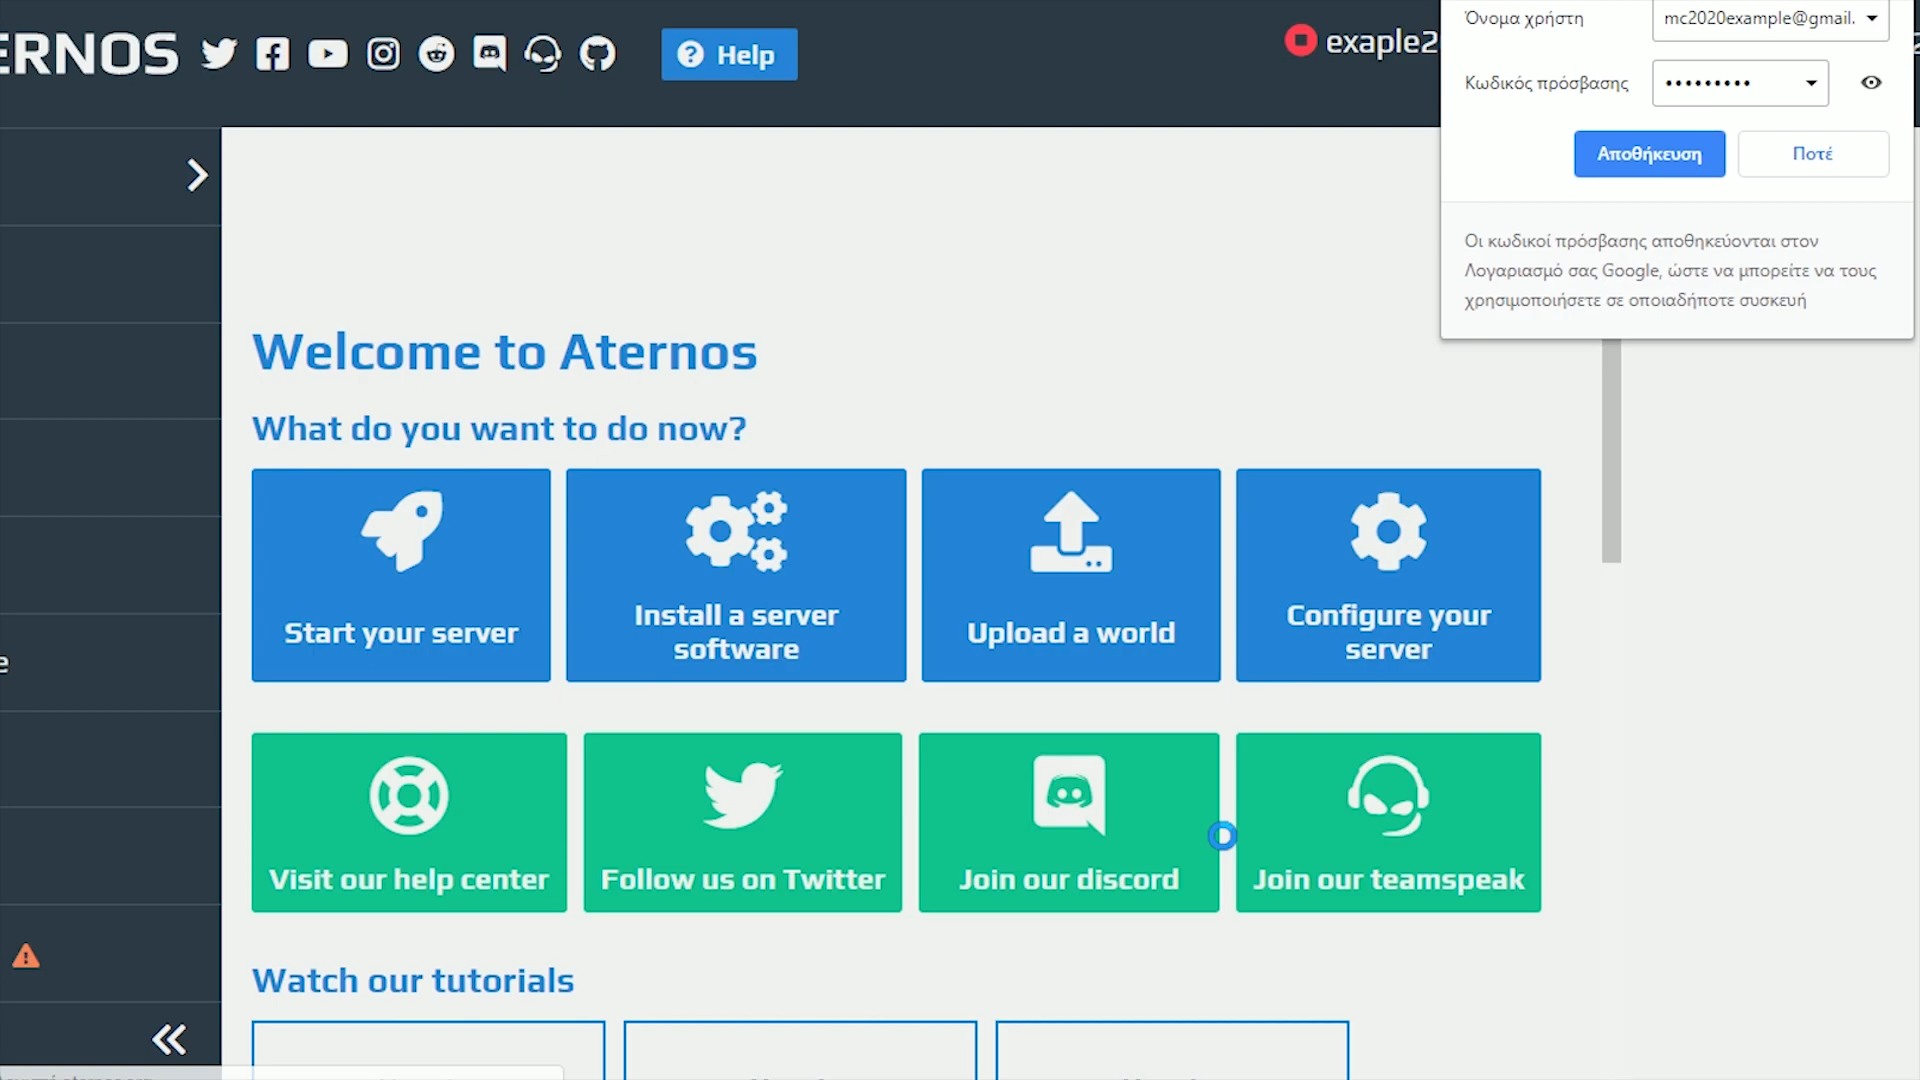 ERNOS
Help
exaple2
Όνομα χρήστη
mc2020example@gmail.
Κωδικός πρόσβασης
•••••••••
Αποθήκευση
Ποτέ
Οι κωδικοί πρόσβασης αποθηκεύονται στον
Λογαριασμό σας Google, ώστε να μπορείτε να τους
χρησιμοποιήσετε σε οποιαδήποτε συσκευή
Welcome to Aternos
What do you want to do now?
Start your server
Install a server
software
Upload a world
Configure your
server
Visit our help center
Follow us on Twitter
Join our discord
Join our teamspeak
Watch our tutorials